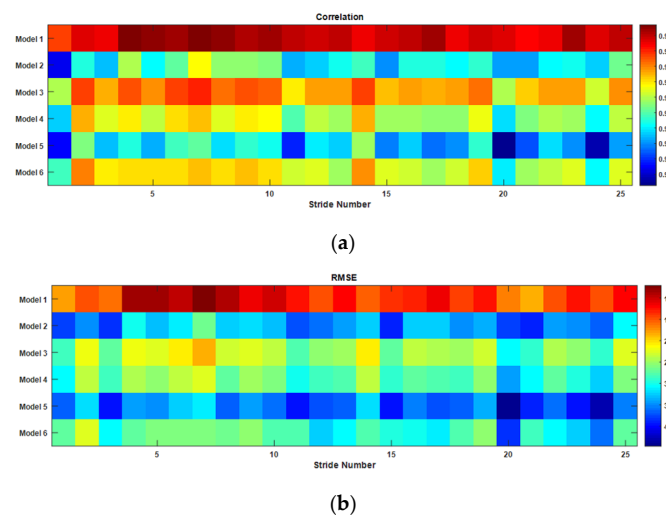 Correlation
Model 1
Model 2
Model 3
Model 4
Model 5
Model 6
5 10 15 20 25
Stride Number
(a)
RMSE
Model 1
Model 2
Model 3
Model 4
Model 5
Model 6
5 10 15 20 25
Stride Number
(b)